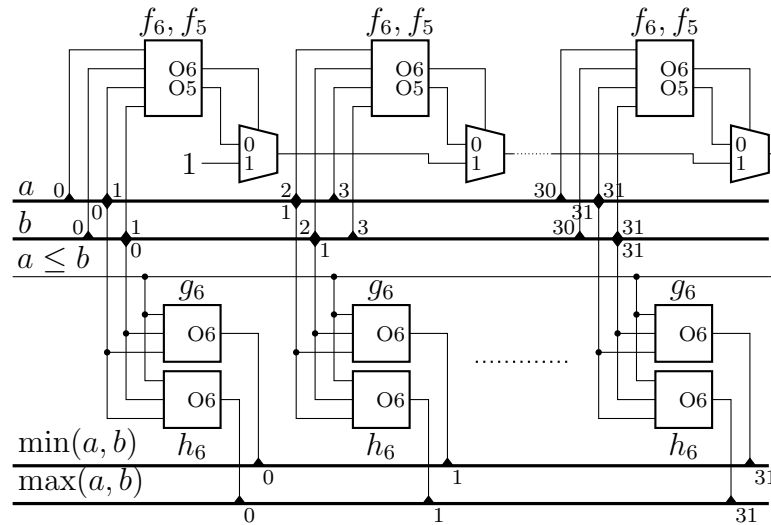 f₆, f₅ f₆, f₅ f₆, f₅
O6 O6 O6
O5 O5 O5
0 0 0
1 1 1 1
a 0 1 2 3 30 31
0 1 31
b 0 1 2 3 30 31
0 1 31
a ≤ b
g₆ g₆ g₆
O6 O6 O6
O6 O6 O6
min(a, b) h₆ h₆ h₆
0 1 31
max(a, b)
0 1 31